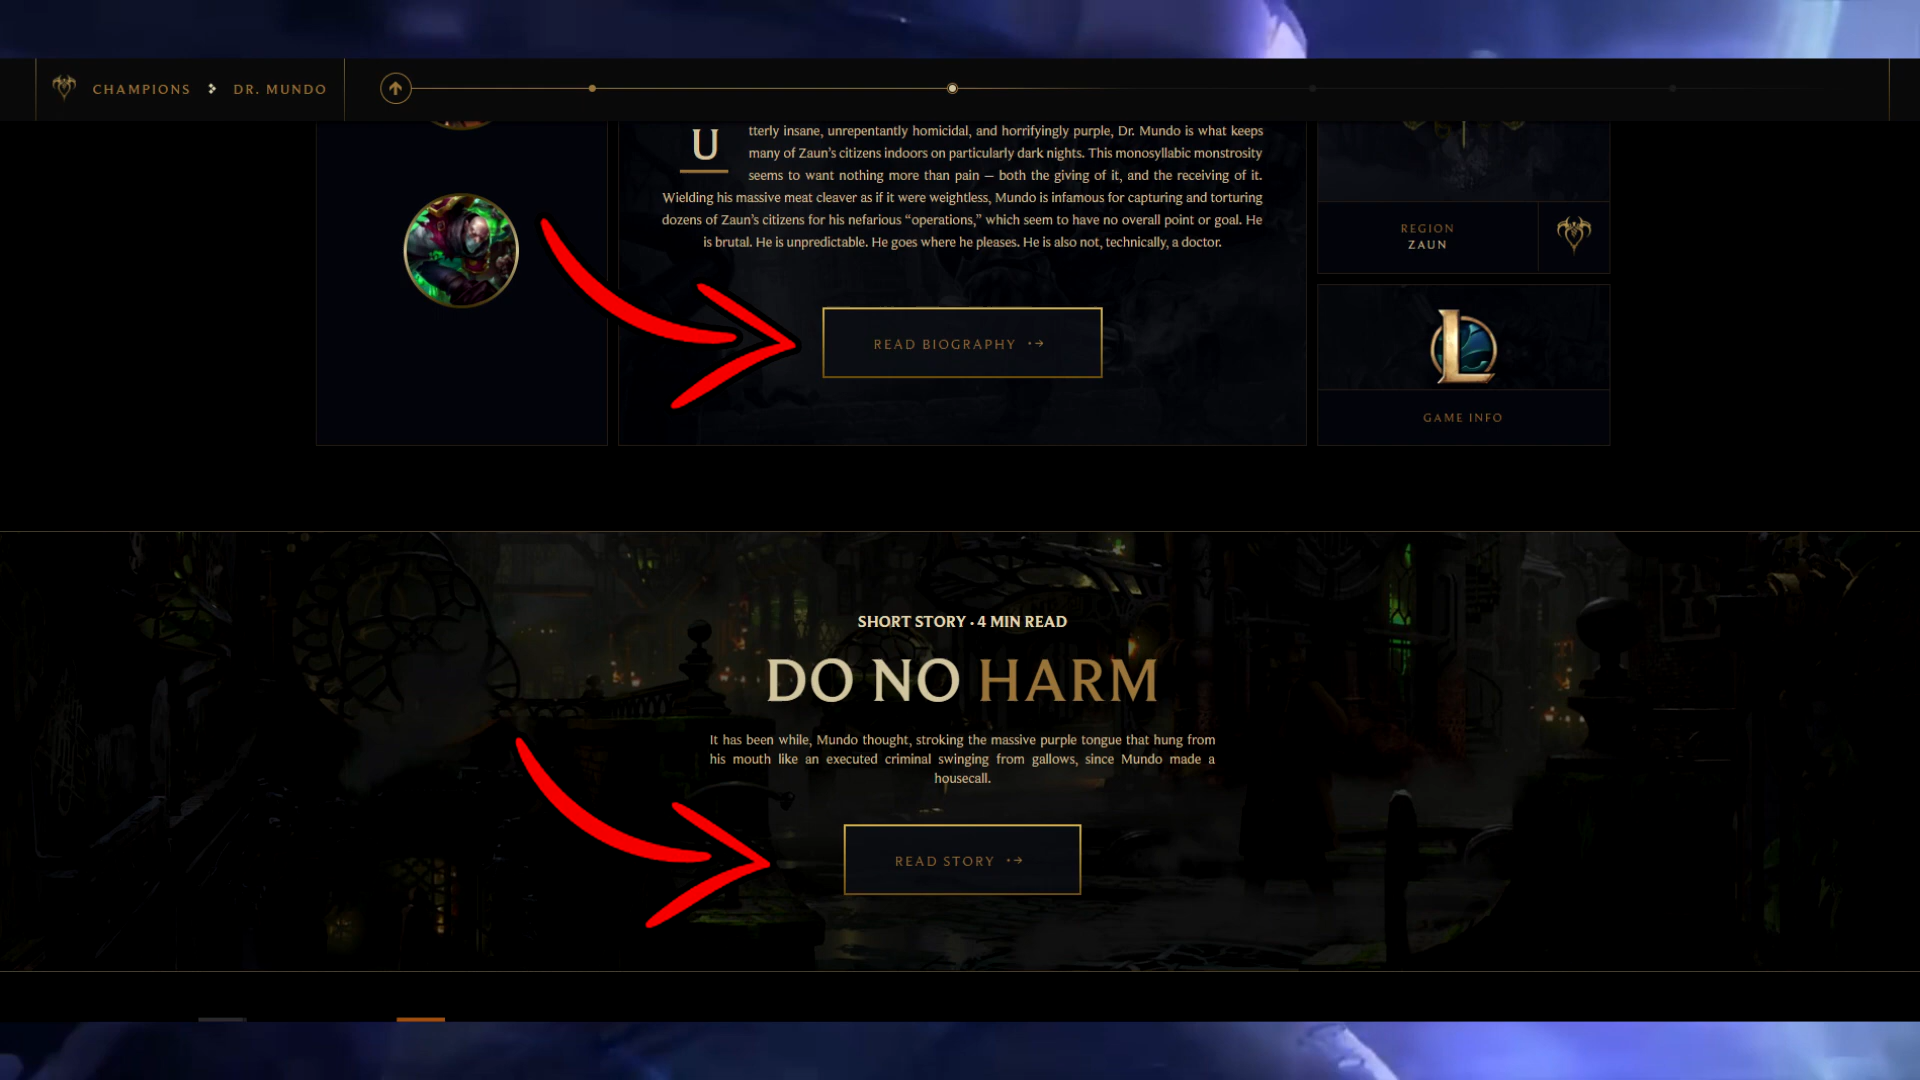 CHAMPIONS DR. MUNDO
U
tterly insane, unrepentantly homicidal, and horrifyingly purple, Dr. Mundo is what keeps
many of Zaun's citizens indoors on particularly dark nights. This monosyllabic monstrosity
seems to want nothing more than pain — both the giving of it, and the receiving of it.
Wielding his massive meat cleaver as if it were weightless, Mundo is infamous for capturing and torturing
dozens of Zaun's citizens for his nefarious “operations,” which seem to have no overall point or goal. He
is brutal. He is unpredictable. He goes where he pleases. He is also not, technically, a doctor.
READ BIOGRAPHY
REGION
ZAUN
GAME INFO
SHORT STORY · 4 MIN READ
DO NO HARM
It has been while, Mundo thought, stroking the massive purple tongue that hung from
his mouth like an executed criminal swinging from gallows, since Mundo made a
housecall.
READ STORY